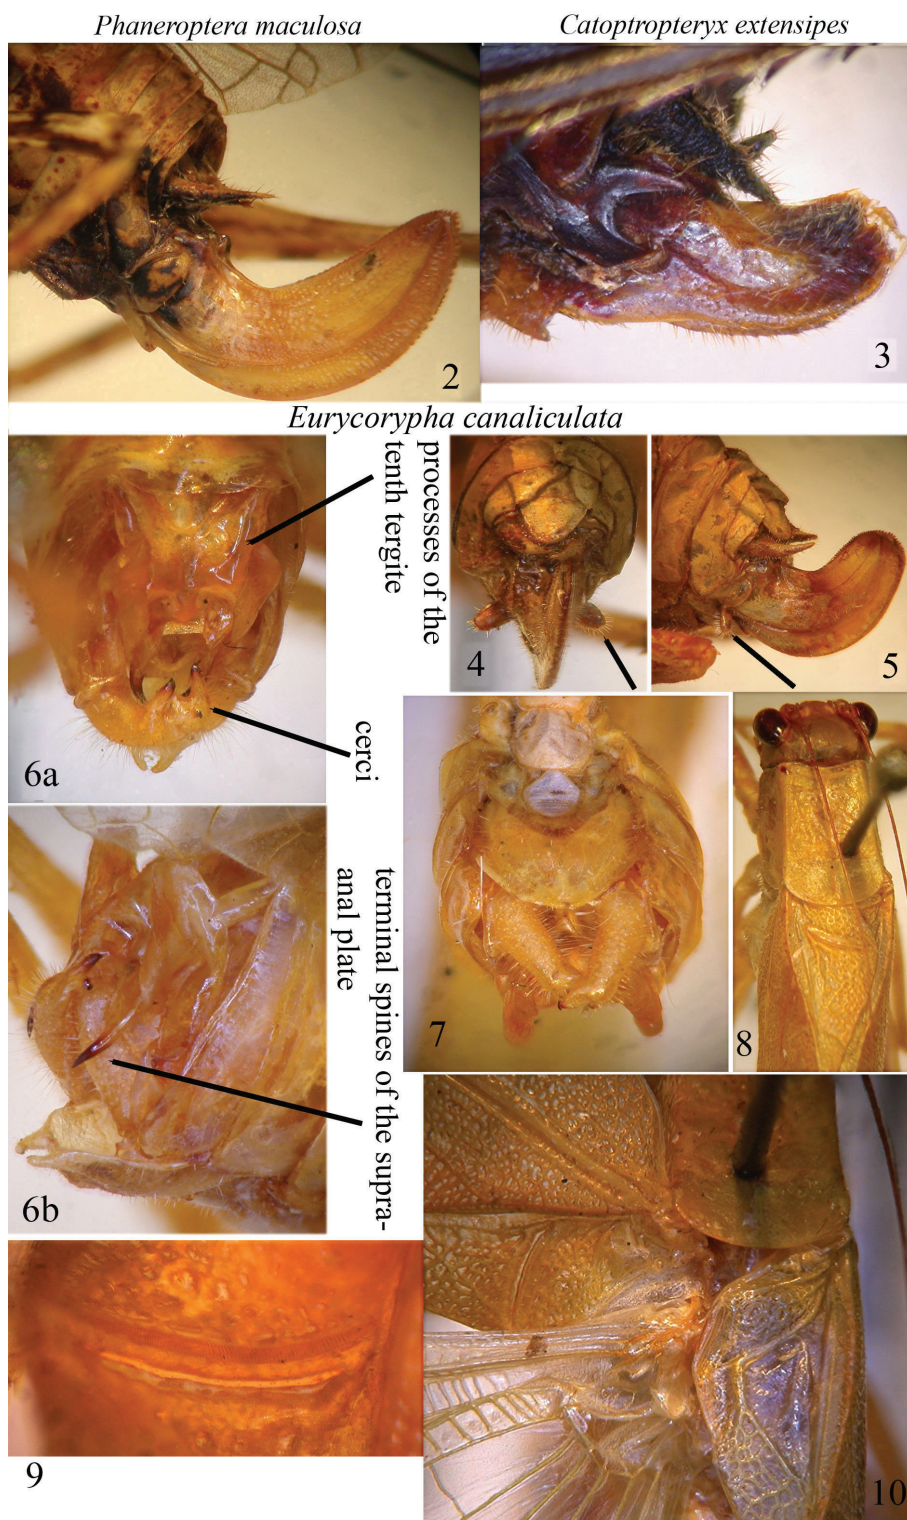 Phaneroptera maculosa
Catoptropteryx extensipes
2
3
Eurycorypha canaliculata
processes of the
tenth tergite
4
5
6a
cerci
7
8
terminal spines of the supra-
anal plate
6b
9
10